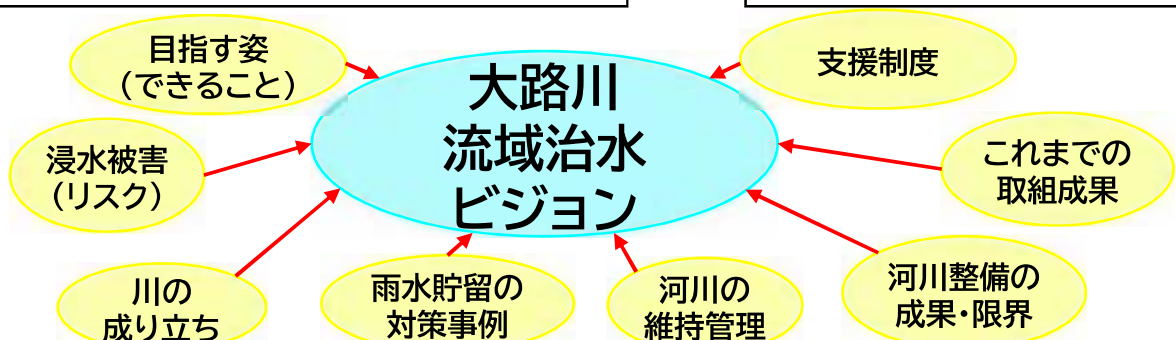 目指す姿
（できること）
支援制度
大路川
流域治水
ビジョン
浸水被害
（リスク）
これまでの
取組成果
川の
成り立ち
雨水貯留の
対策事例
河川の
維持管理
河川整備の
成果・限界